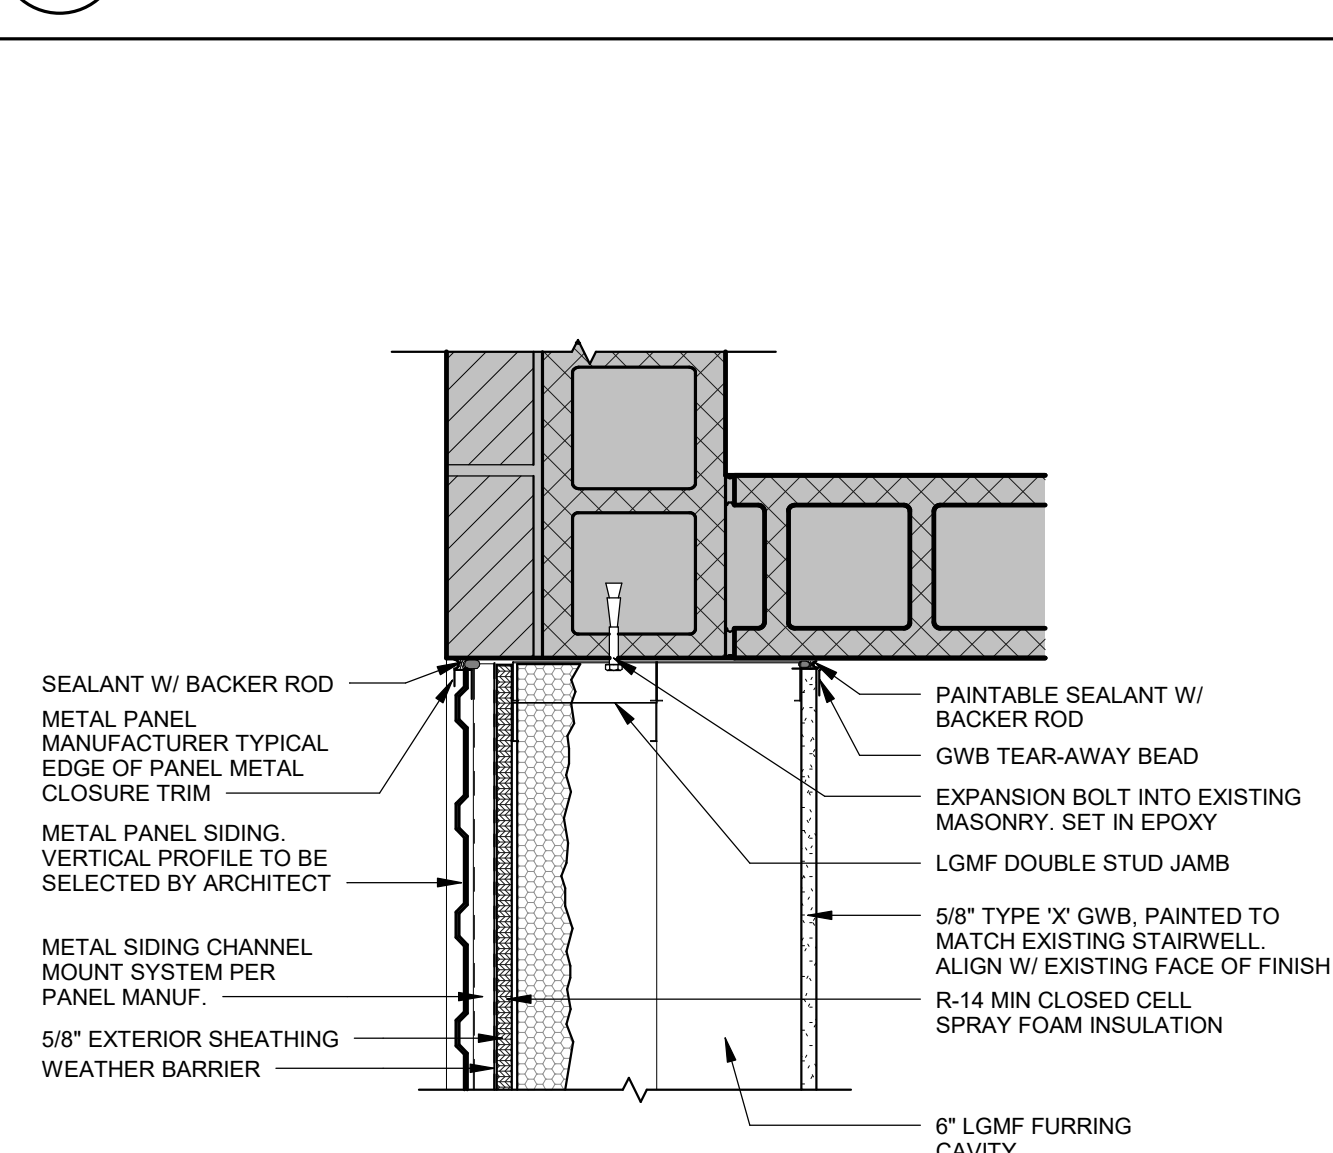 SEALANT W/ BACKER ROD
METAL PANEL
MANUFACTURER TYPICAL
EDGE OF PANEL METAL
CLOSURE TRIM
METAL PANEL SIDING.
VERTICAL PROFILE TO BE
SELECTED BY ARCHITECT
METAL SIDING CHANNEL
MOUNT SYSTEM PER
PANEL MANUF.
5/8" EXTERIOR SHEATHING
WEATHER BARRIER
PAINTABLE SEALANT W/
BACKER ROD
GWB TEAR-AWAY BEAD
EXPANSION BOLT INTO EXISTING
MASONRY. SET IN EPOXY
LGMF DOUBLE STUD JAMB
5/8" TYPE 'X' GWB, PAINTED TO
MATCH EXISTING STAIRWELL.
ALIGN W/ EXISTING FACE OF FINISH
R-14 MIN CLOSED CELL
SPRAY FOAM INSULATION
6" LGMF FURRING
CAVITY